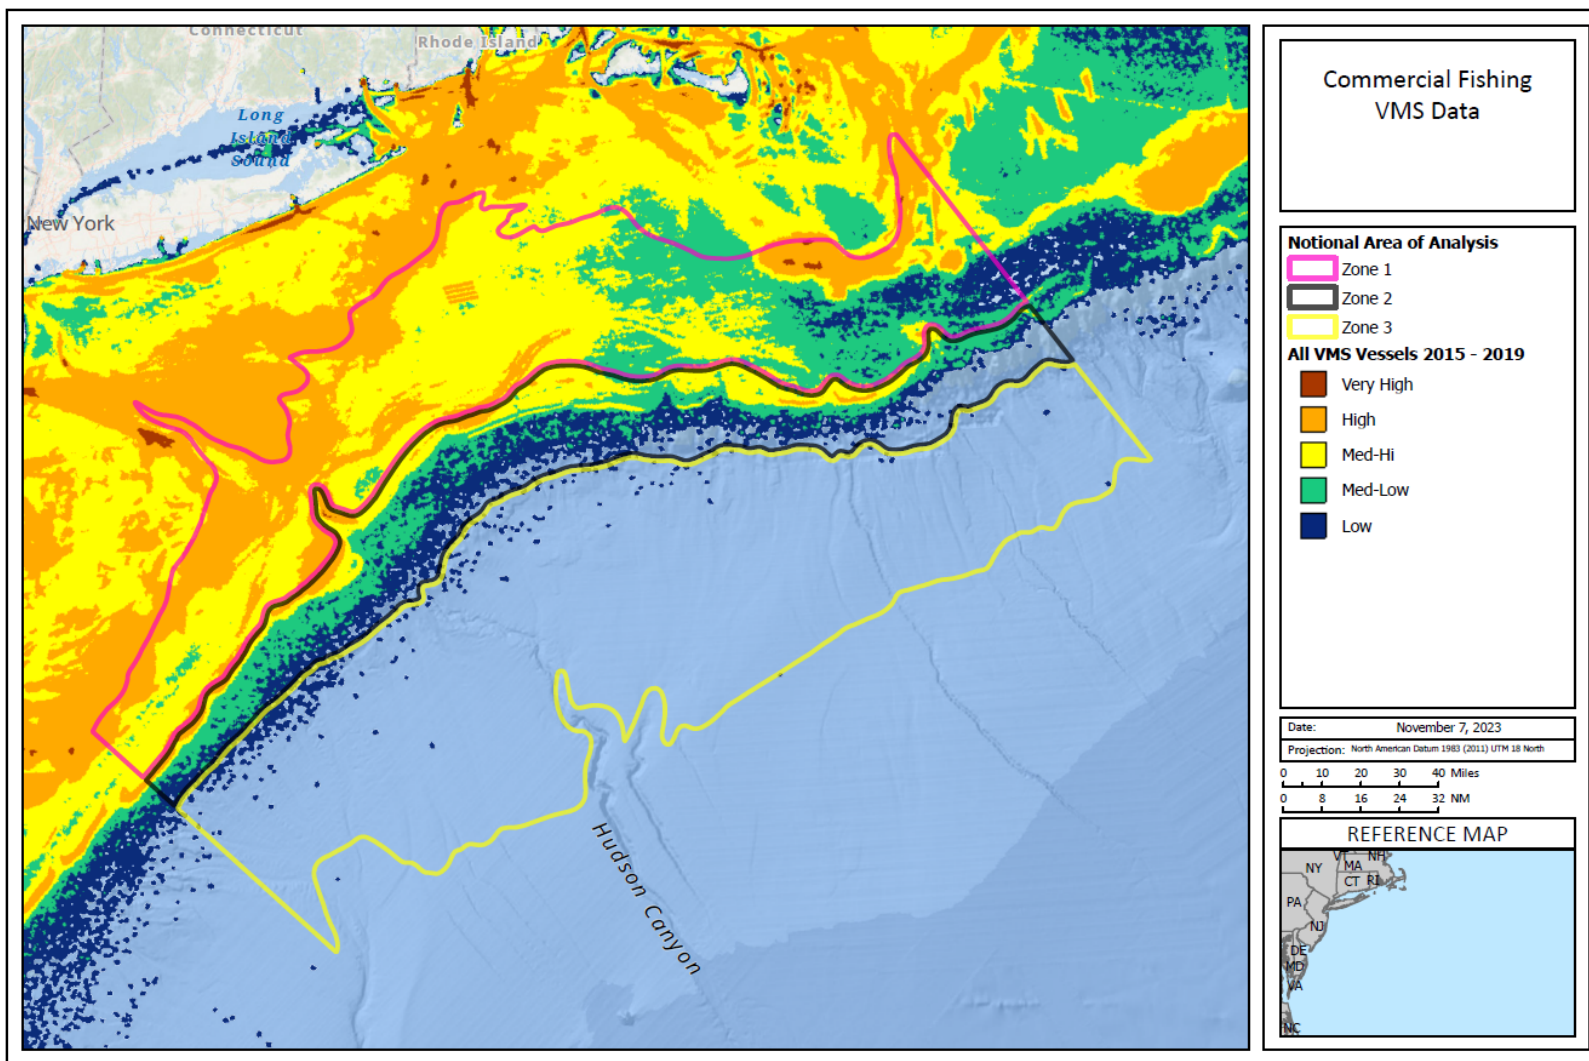 Connecticut
Rhode Island
Long
Island
Sound
New York
Hudson Canyon
Commercial Fishing
VMS Data
Notional Area of Analysis
Zone 1
Zone 2
Zone 3
All VMS Vessels 2015 - 2019
Very High
High
Med-Hi
Med-Low
Low
Date: November 7, 2023
Projection: North American Datum 1983 (2011) UTM 18 North
0 10 20 30 40 Miles
0 8 16 24 32 NM
REFERENCE MAP
VT NH
NY MA
CT RI
PA
NJ
DE
MD
VA
NC